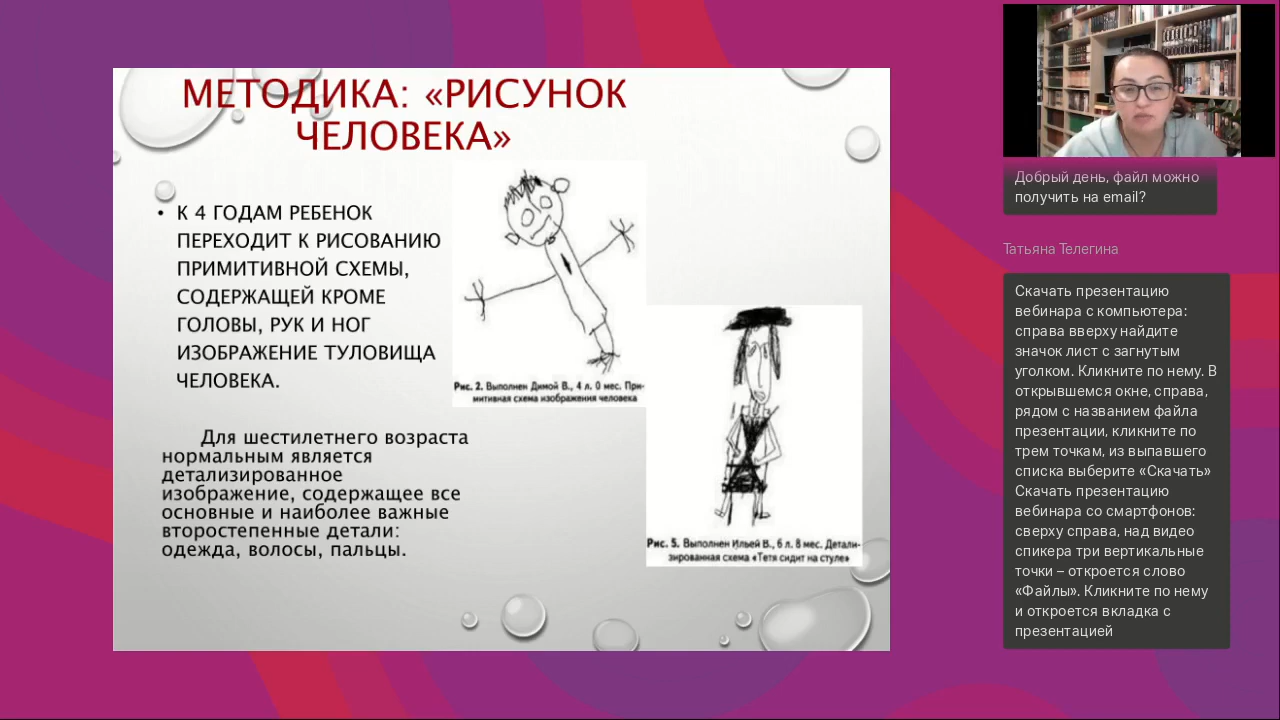 МЕТОДИКА: «РИСУНОК
ЧЕЛОВЕКА»
• К 4 ГОДАМ РЕБЕНОК
ПЕРЕХОДИТ К РИСОВАНИЮ
ПРИМИТИВНОЙ СХЕМЫ,
СОДЕРЖАЩЕЙ КРОМЕ
ГОЛОВЫ, РУК И НОГ
ИЗОБРАЖЕНИЕ ТУЛОВИЩА
ЧЕЛОВЕКА.
Для шестилетнего возраста
нормальным является
детализированное
изображение, содержащее все
основные и наиболее важные
второстепенные детали:
одежда, волосы, пальцы.
Рис. 2. Выполнен Димой В., 4 л. 0 мес. При-
митивная схема изображения человека
Рис. 5. Выполнен Ильей В., 6 л. 8 мес. Детали-
зированная схема «Тетя сидит на стуле»
Добрый день, файл можно
получить на email?
Татьяна Телегина
Скачать презентацию
вебинара с компьютера:
справа вверху найдите
значок лист с загнутым
уголком. Кликните по нему. В
открывшемся окне, справа,
рядом с названием файла
презентации, кликните по
трем точкам, из выпавшего
списка выберите «Скачать»
Скачать презентацию
вебинара со смартфонов:
сверху справа, над видео
спикера три вертикальные
точки – откроется слово
«Файлы». Кликните по нему
и откроется вкладка с
презентацией